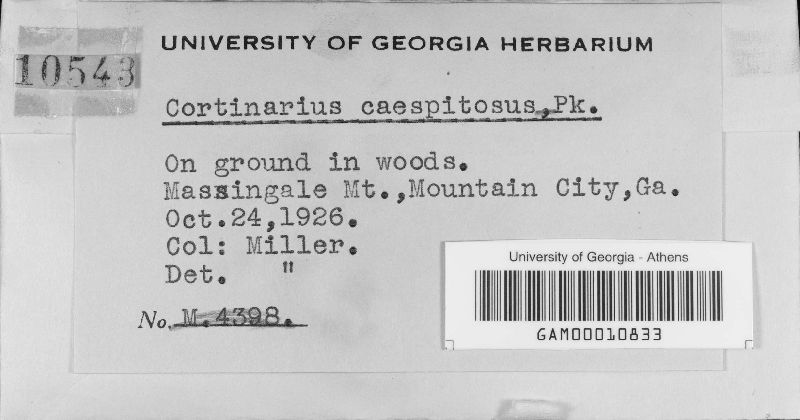 UNIVERSITY OF GEORGIA HERBARIUM
10543
Cortinarius caespitosus,Pk.
On ground in woods.
Massingale Mt.,Mountain City,Ga.
Oct.24,1926.
Col: Miller.
Det. "
No. M.4398.
University of Georgia - Athens
GAM00010833